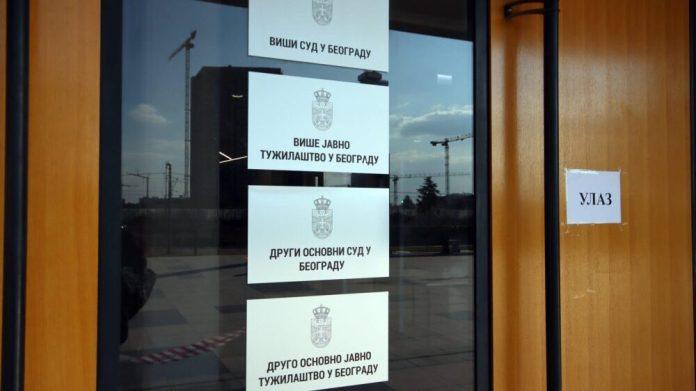 ВИШИ СУД У БЕОГРАДУ
ВИШЕ ЈАВНО
ТУЖИЛАШТВО У БЕОГРАДУ
ДРУГИ ОСНОВНИ СУД У
БЕОГРАДУ
ДРУГО ОСНОВНО ЈАВНО
ТУЖИЛАШТВО У БЕОГРАДУ
УЛАЗ